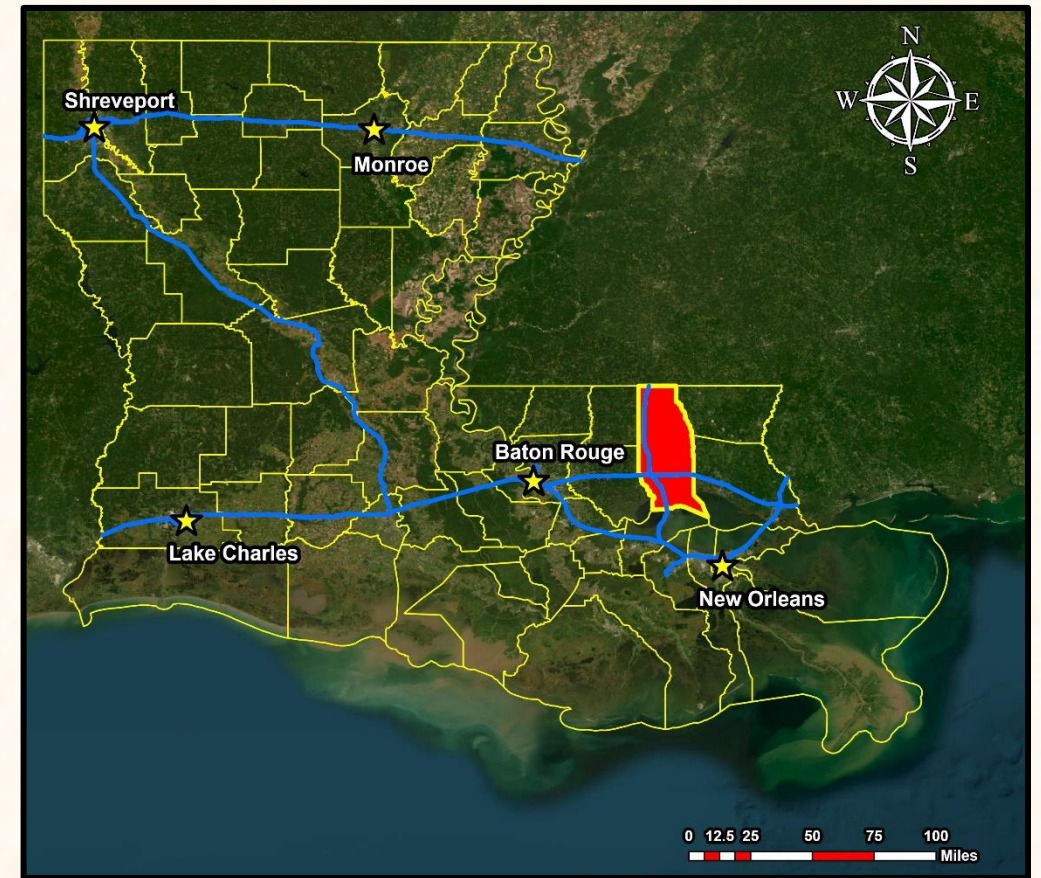 N
W E
S
Shreveport
Monroe
Baton Rouge
Lake Charles
New Orleans
0 12.5 25 50 75 100
Miles